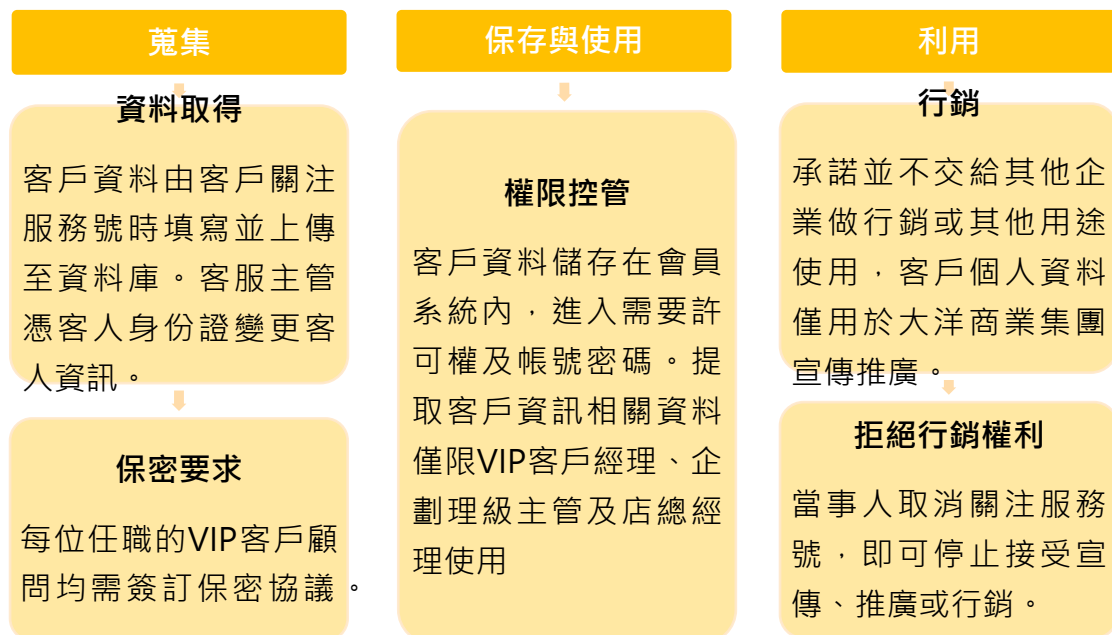 蒐集
資料取得
客戶資料由客戶關注
服務號時填寫並上傳
至資料庫。客服主管
憑客人身份證變更客
人資訊。
保密要求
每位任職的VIP客戶顧
問均需簽訂保密協議。
保存與使用
權限控管
客戶資料儲存在會員
系統內，進入需要許
可權及帳號密碼。提
取客戶資訊相關資料
僅限VIP客戶經理、企
劃理級主管及店總經
理使用
利用
行銷
承諾並不交給其他企
業做行銷或其他用途
使用，客戶個人資料
僅用於大洋商業集團
宣傳推廣。
拒絕行銷權利
當事人取消關注服務
號，即可停止接受宣
傳、推廣或行銷。